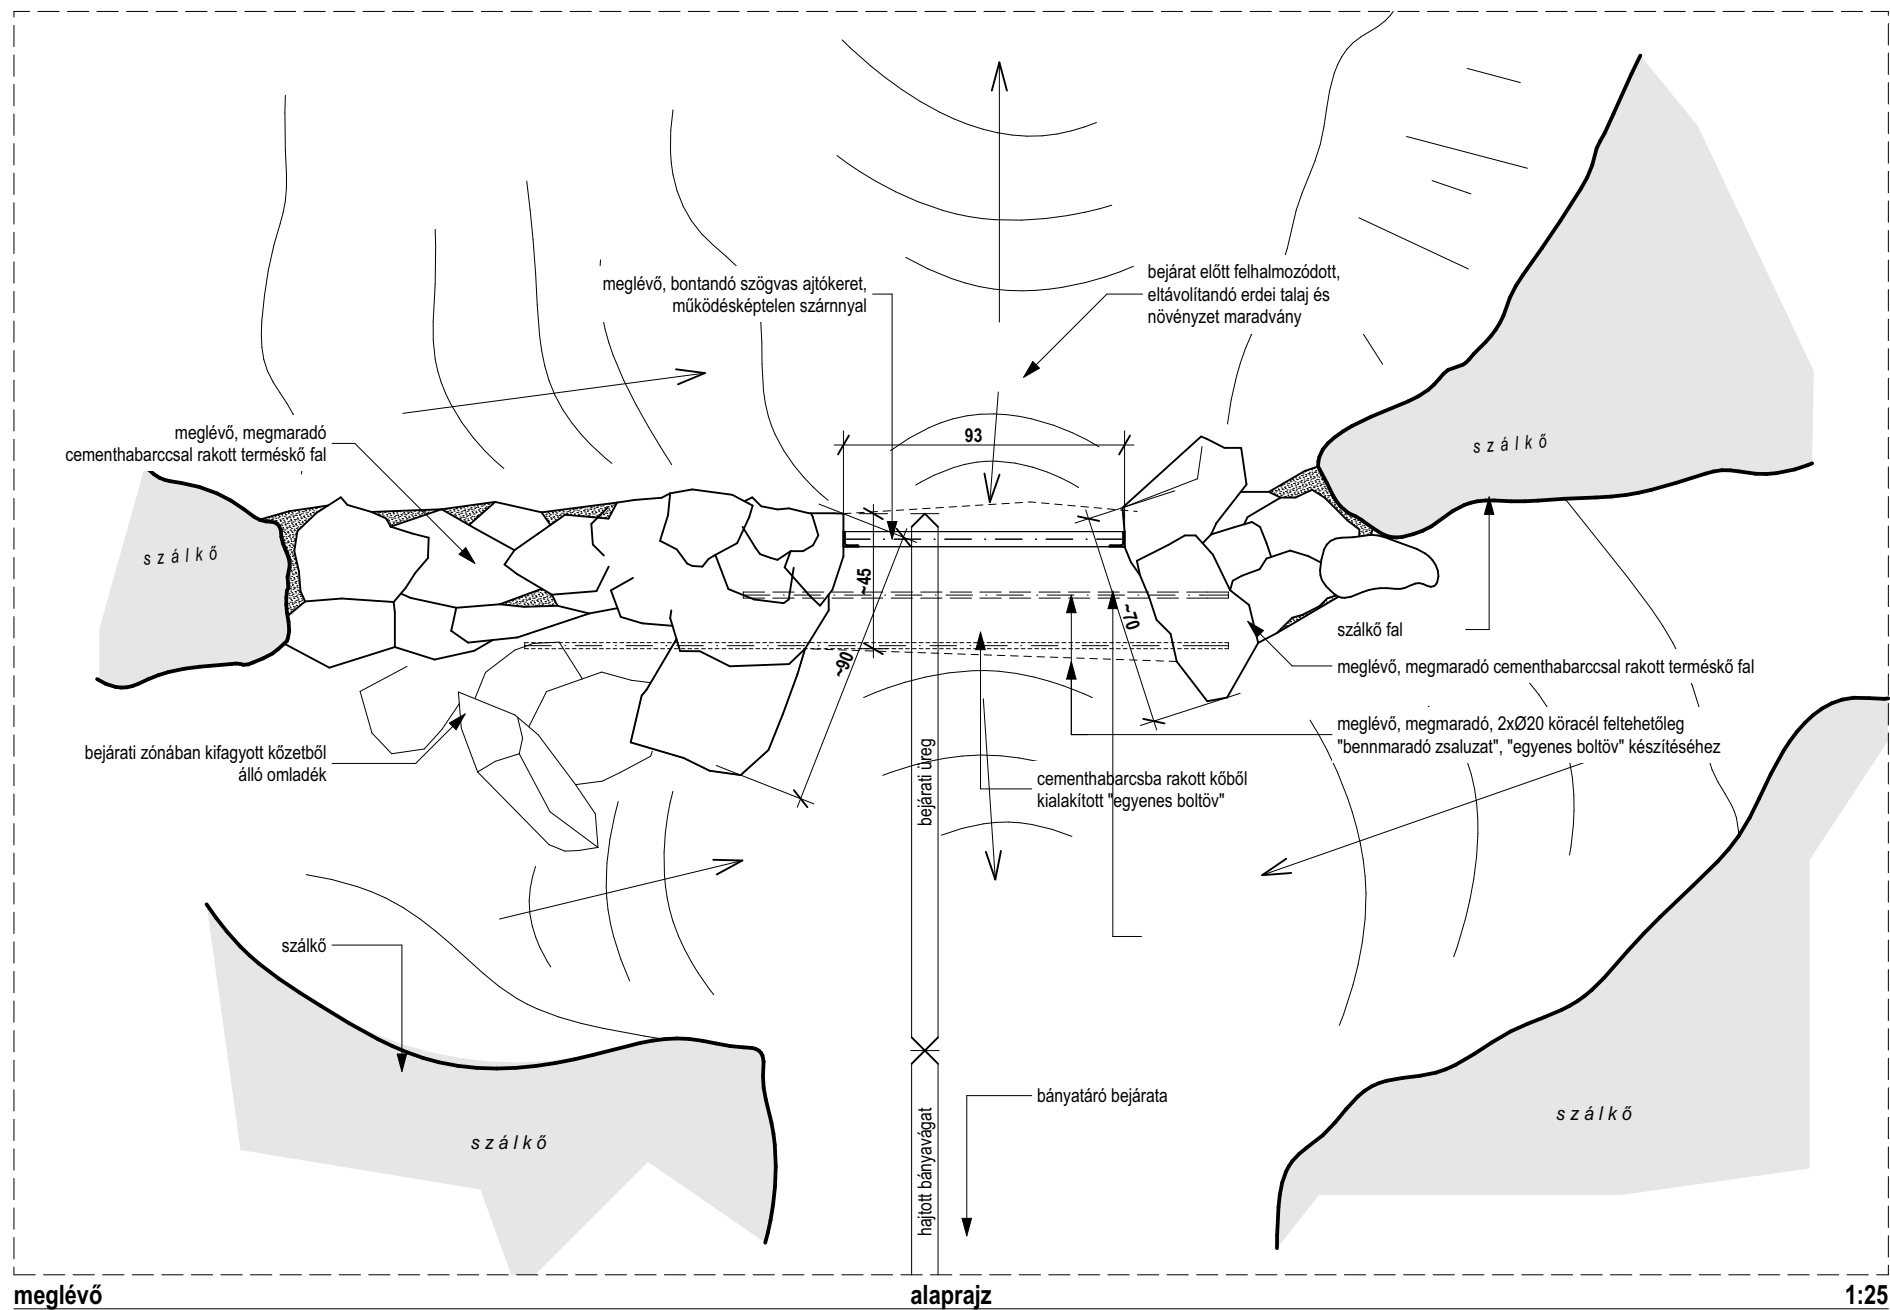 meglévő, bontandó szögvas ajtókeret,
működésképtelen szárnnyal
bejárat előtt felhalmozódott,
eltávolítandó erdei talaj és
növényzet maradvány
meglévő, megmaradó
cementhabarccsal rakott terméskő fal
93
szálkő
szálkő
~45
~70
~90
szálkő fal
meglévő, megmaradó cementhabarccsal rakott terméskő fal
meglévő, megmaradó, 2xØ20 köracél feltehetőleg
"bennmaradó zsaluzat", "egyenes boltöv" készítéséhez
bejárati zónában kifagyott kőzetből
álló omladék
cementhabarcsba rakott kőből
kialakított "egyenes boltöv"
bejárati üreg
szálkő
bányatáró bejárata
hajtott bányavágat
szálkő
szálkő
meglévő
alaprajz
1:25